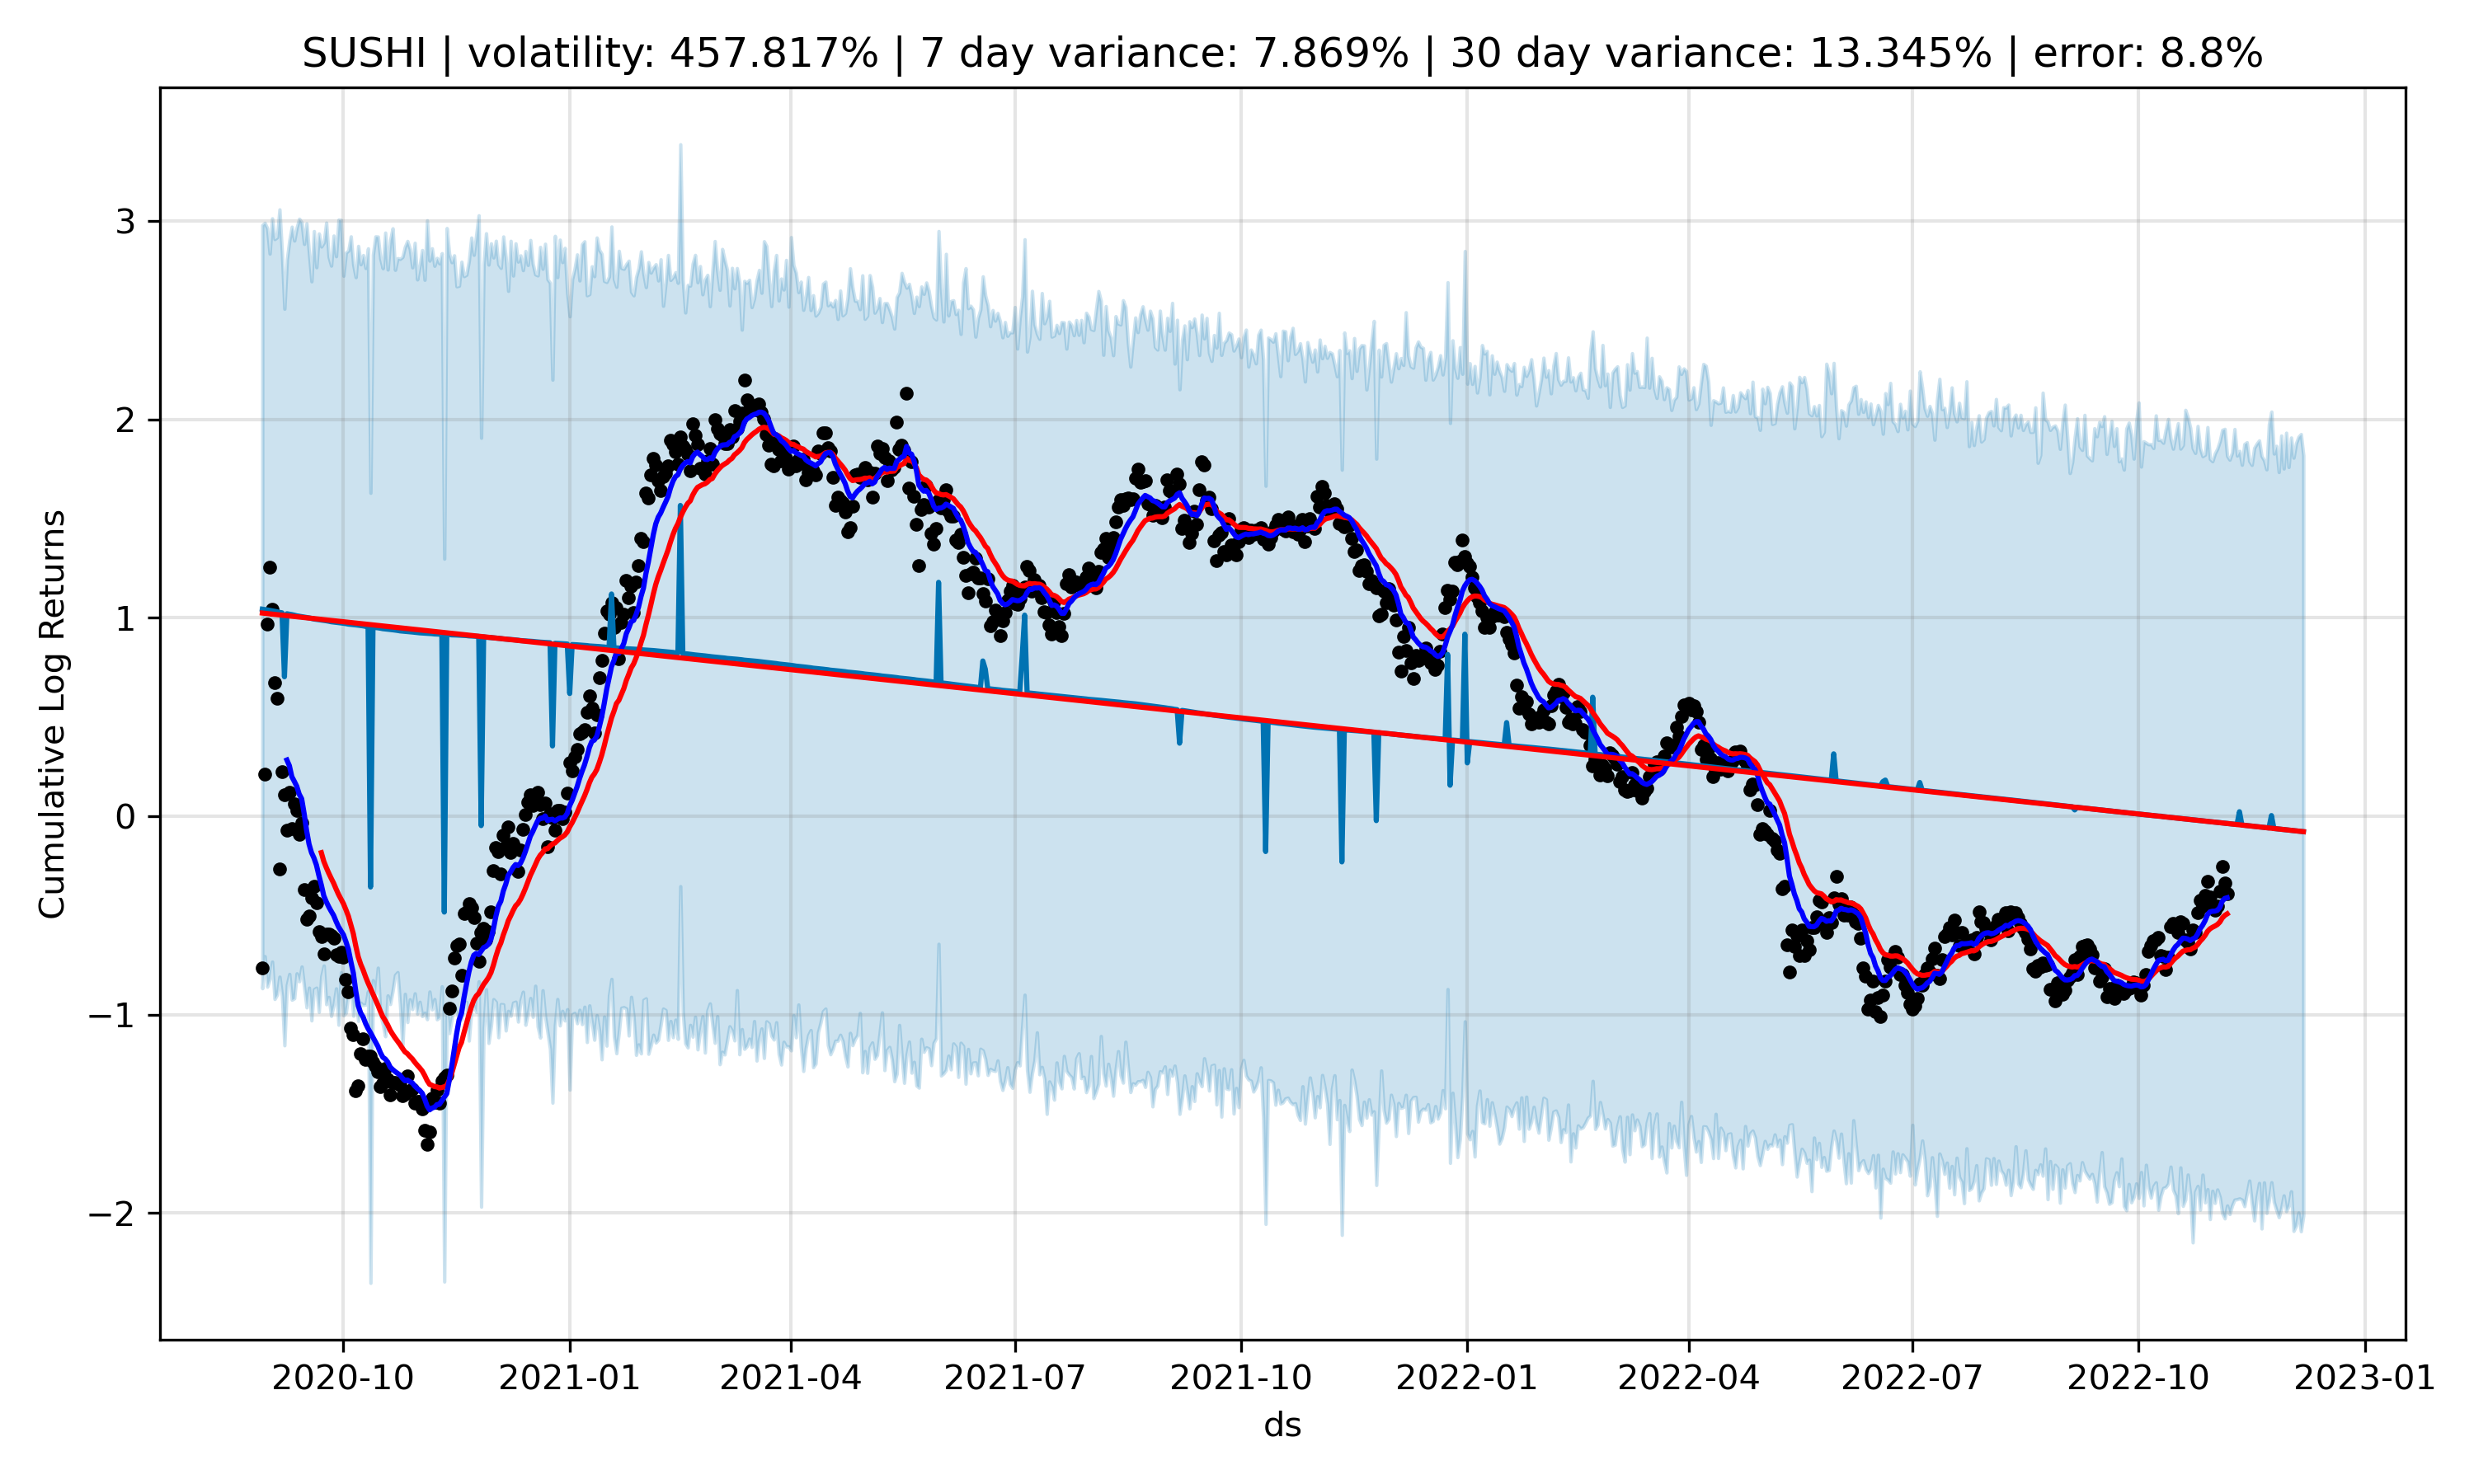 SUSHI | volatility: 457.817% | 7 day variance: 7.869% | 30 day variance: 13.345% | error: 8.8%
Cumulative Log Returns
3
2
1
0
−1
−2
2020-10 2021-01 2021-04 2021-07 2021-10 2022-01 2022-04 2022-07 2022-10 2023-01
ds